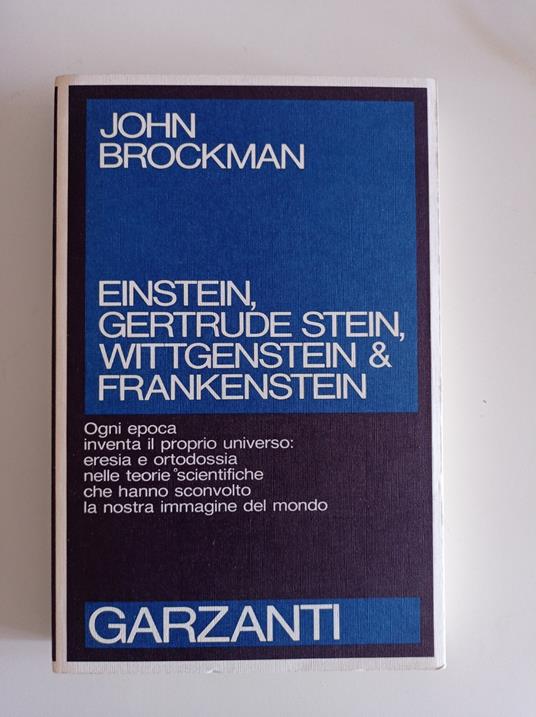 JOHN
BROCKMAN
EINSTEIN,
GERTRUDE STEIN,
WITTGENSTEIN &
FRANKENSTEIN
Ogni epoca
inventa il proprio universo:
eresia e ortodossia
nelle teorie scientifiche
che hanno sconvolto
la nostra immagine del mondo
GARZANTI